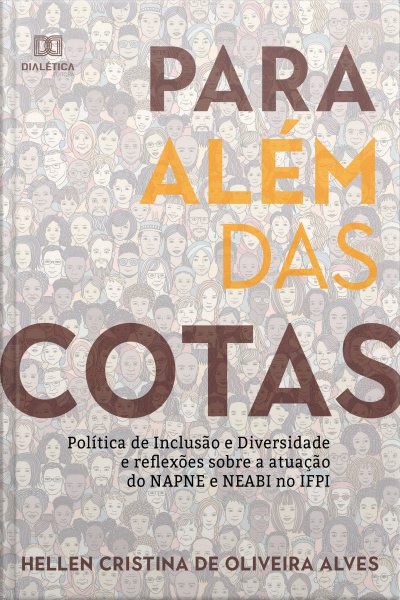 DIALÉTICA
EDITORA
PARA
ALÉM
DAS
COTAS
Política de Inclusão e Diversidade
e reflexões sobre a atuação
do NAPNE e NEABI no IFPI
HELLEN CRISTINA DE OLIVEIRA ALVES